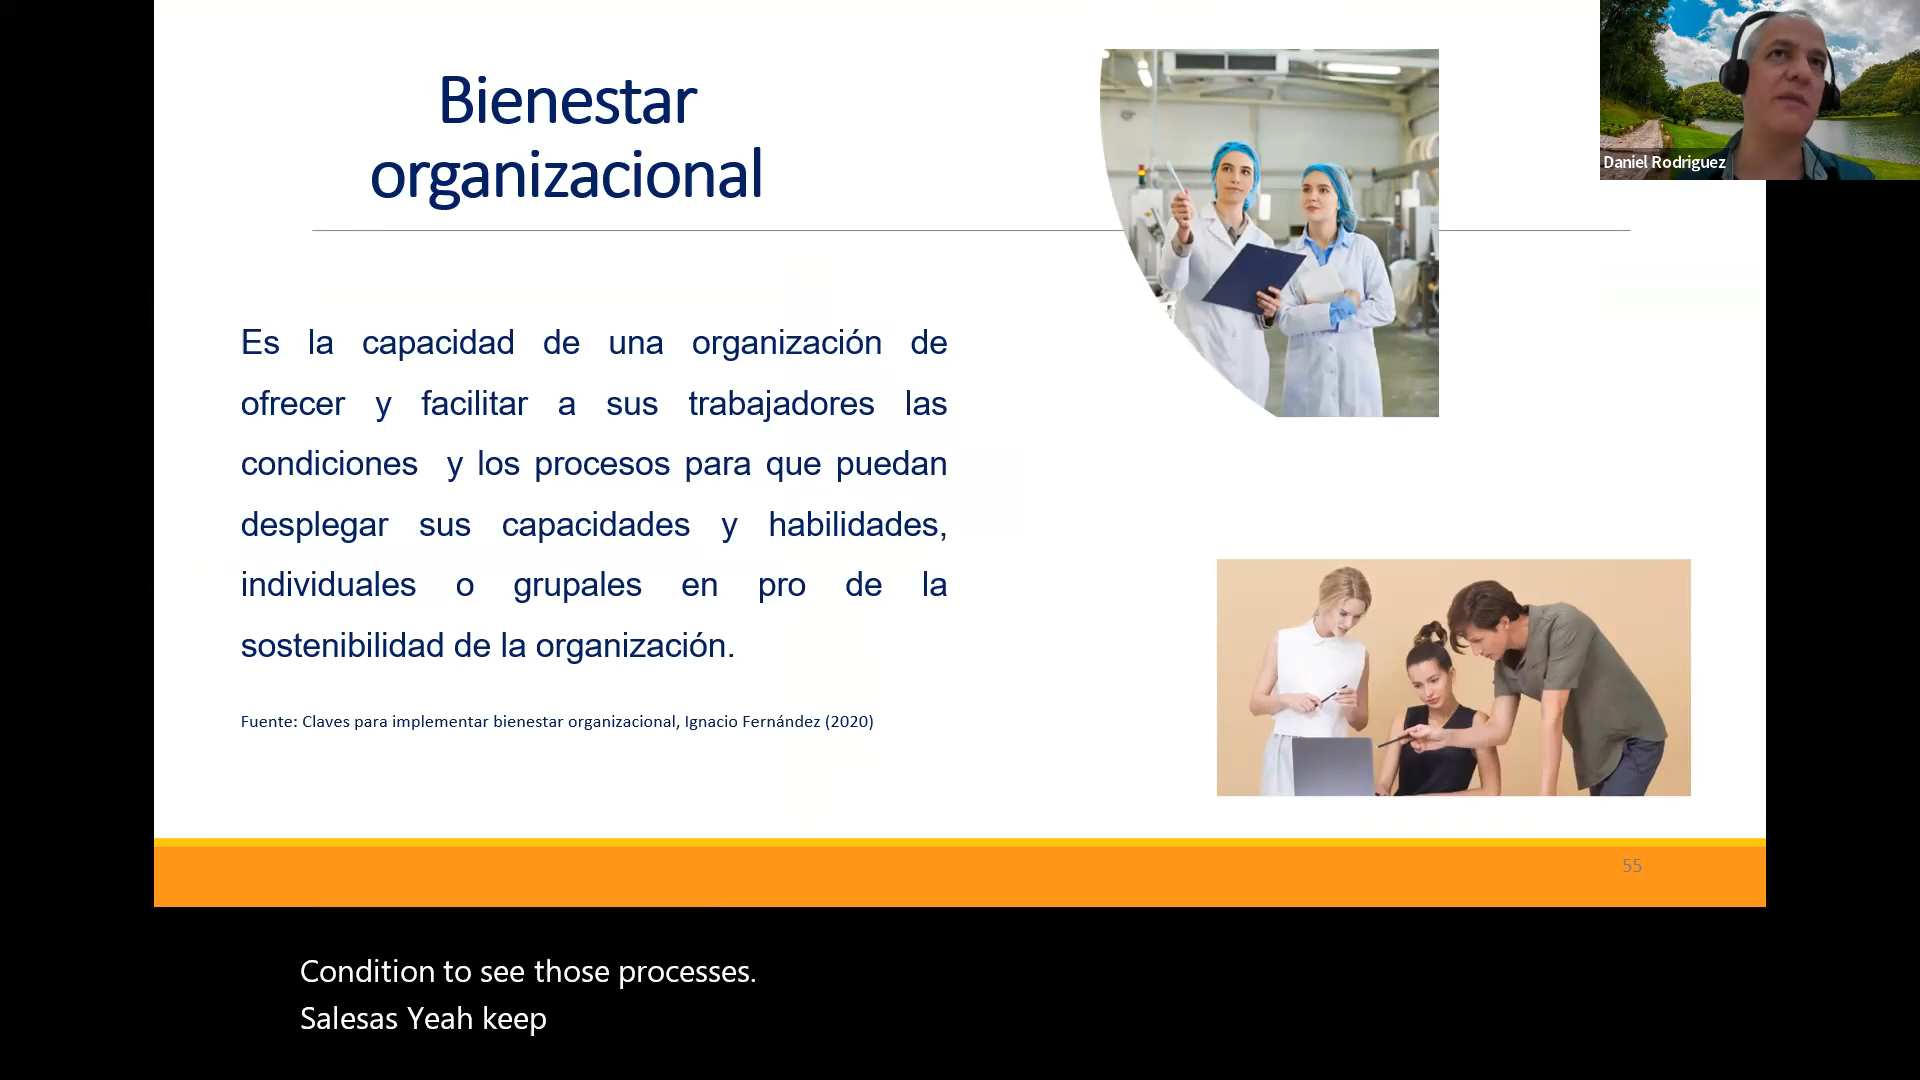 Bienestar
organizacional
Daniel Rodriguez
Es la capacidad de una organización de
ofrecer y facilitar a sus trabajadores las
condiciones y los procesos para que puedan
desplegar sus capacidades y habilidades,
individuales o grupales en pro de la
sostenibilidad de la organización.
Fuente: Claves para implementar bienestar organizacional, Ignacio Fernández (2020)
55
Condition to see those processes.
Salesas Yeah keep